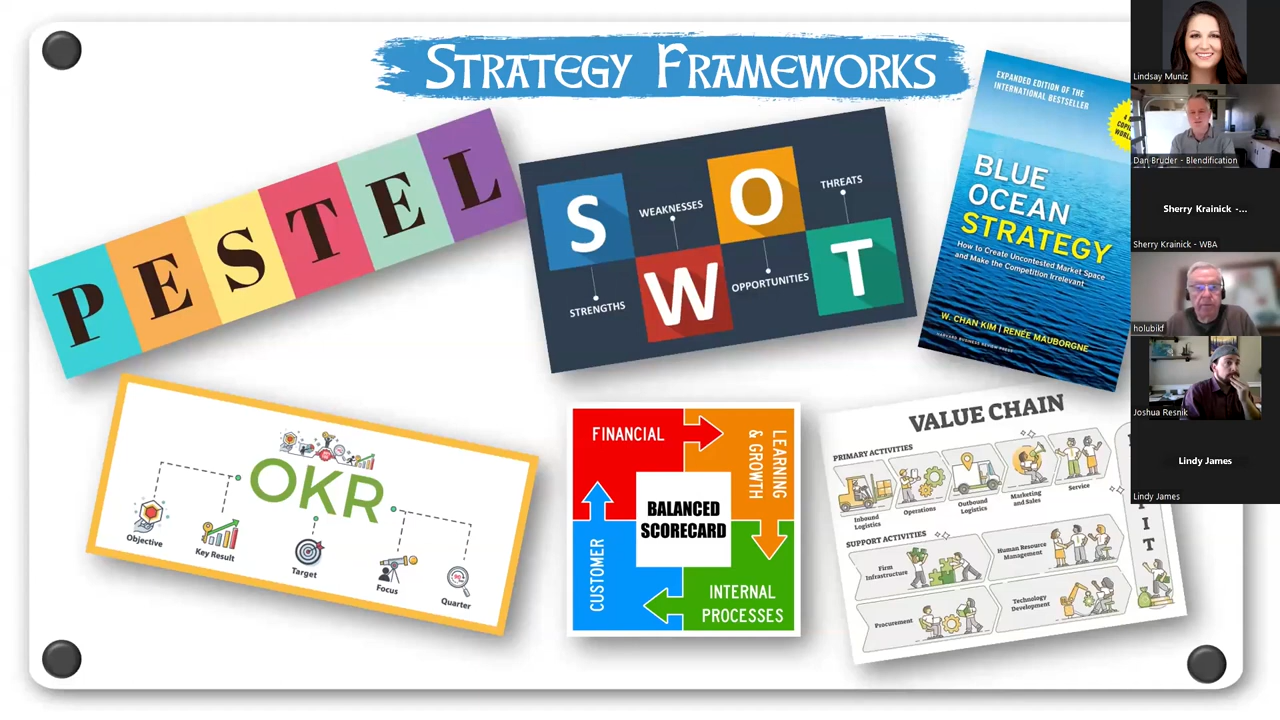 STRATEGY FRAMEWORKS
PESTEL
S
W
O
T
STRENGTHS
WEAKNESSES
OPPORTUNITIES
THREATS
EXPANDED EDITION OF THE
INTERNATIONAL BESTSELLER
BLUE
OCEAN
STRATEGY
How to Create Uncontested Market Space
and Make the Competition Irrelevant
W. CHAN KIM | RENÉE MAUBORGNE
HARVARD BUSINESS REVIEW PRESS
OKR
Objective
Key Result
Target
Focus
Quarter
FINANCIAL
LEARNING
& GROWTH
BALANCED
SCORECARD
CUSTOMER
INTERNAL
PROCESSES
VALUE CHAIN
PRIMARY ACTIVITIES
Inbound
Logistics
Operations
Outbound
Logistics
Marketing
and Sales
Service
SUPPORT ACTIVITIES
Firm
Infrastructure
Human Resource
Management
Procurement
Technology
Development
I
T
Lindsay Muniz
Dan Bruder - Blendification
Sherry Krainick -...
Sherry Krainick - WBA
holubikf
Joshua Resnik
Lindy James
Lindy James